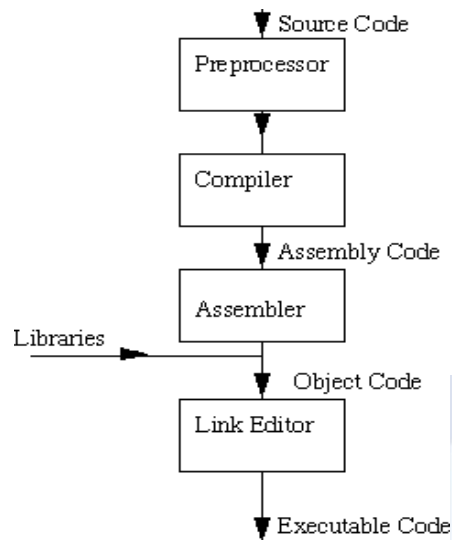 Source Code
Preprocessor
Compiler
Assembly Code
Assembler
Libraries
Object Code
Link Editor
Executable Code